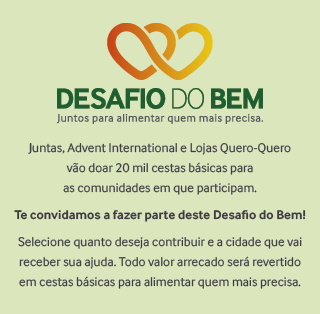 DESAFIO DO BEM
Juntos para alimentar quem mais precisa.
Juntas, Advent International e Lojas Quero-Quero
vão doar 20 mil cestas básicas para
as comunidades em que participam.
Te convidamos a fazer parte deste Desafio do Bem!
Selecione quanto deseja contribuir e a cidade que vai
receber sua ajuda. Todo valor arrecado será revertido
em cestas básicas para alimentar quem mais precisa.